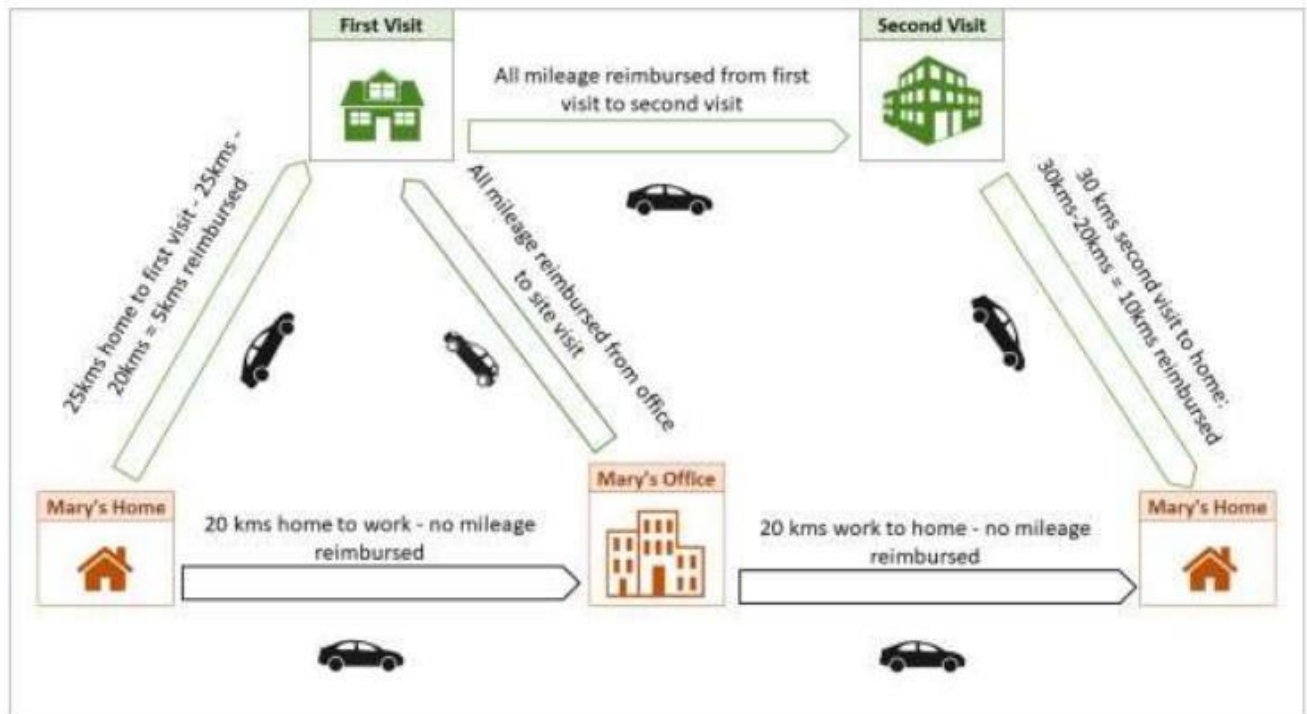 First Visit
Second Visit
All mileage reimbursed from first
visit to second visit
25kms home to first visit - 25kms -
20kms = 5kms reimbursed
All mileage reimbursed from office
to site visit
30 kms second visit to home:
30kms-20kms = 10kms reimbursed
Mary's Home
20 kms home to work - no mileage
reimbursed
Mary's Office
20 kms work to home - no mileage
reimbursed
Mary's Home